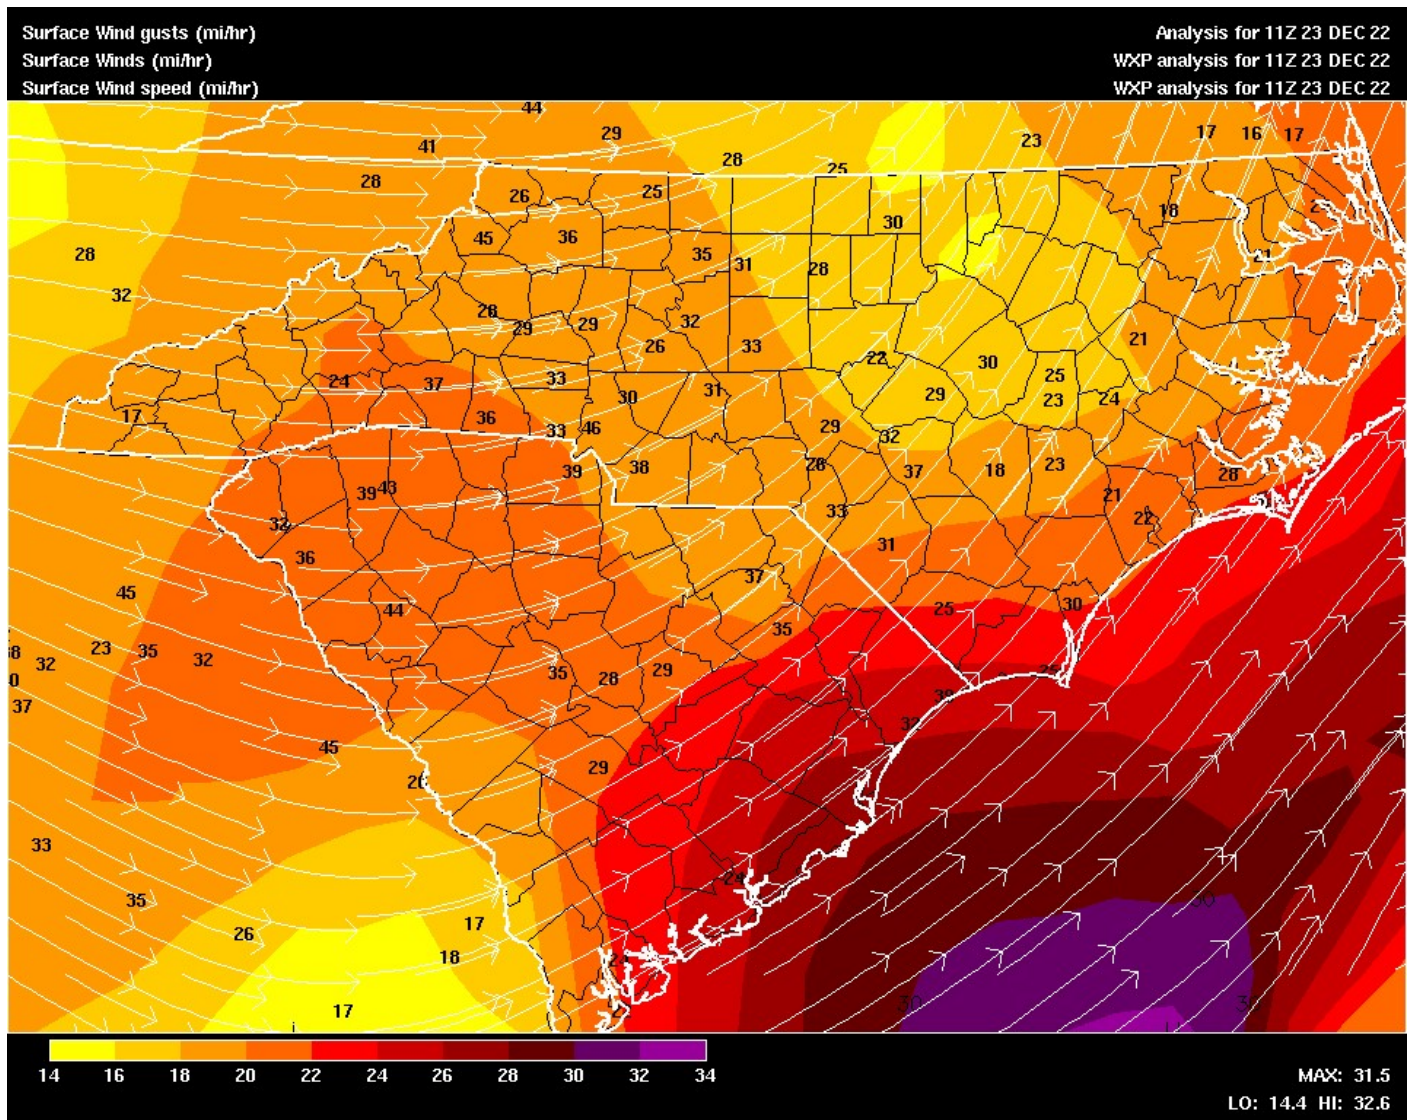 Surface Wind gusts (mi/hr)
Analysis for 11Z 23 DEC 22
Surface Winds (mi/hr)
WXP analysis for 11Z 23 DEC 22
Surface Wind speed (mi/hr)
WXP analysis for 11Z 23 DEC 22
44
29 23 17 16 17
41 28 25
28 26 25
30 18
45 36 35
28 31 28
32
28 29 29 32
26 33 22 21
24 37 33 30 25
36 30 31 29 23 24
17 33 46 29 32
39 38 37 18 23 28
39 43 21
33 22
36 31
45 37
44 25 30
35
23 35 32 32
35 28 29
37
45
29
33
24
35
26 17
18
17
30
30
14 16 18 20 22 24 26 28 30 32 34
MAX: 31.5
LO: 14.4 HI: 32.6